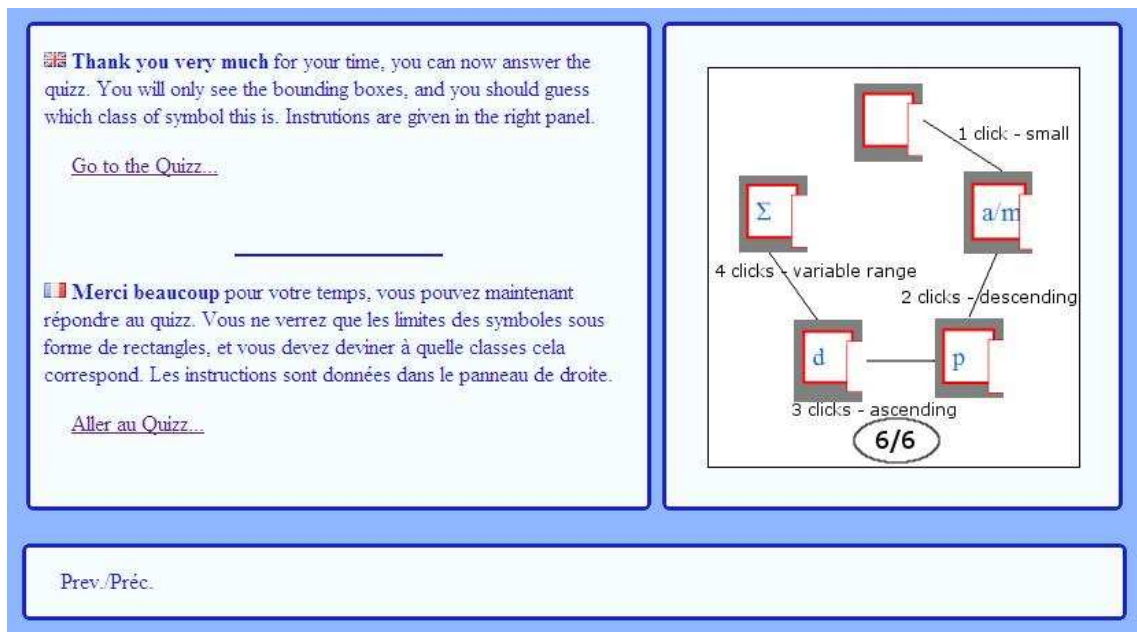 Thank you very much for your time, you can now answer the
quizz. You will only see the bounding boxes, and you should guess
which class of symbol this is. Instrutions are given in the right panel.
Go to the Quizz...
Merci beaucoup pour votre temps, vous pouvez maintenant
répondre au quizz. Vous ne verrez que les limites des symboles sous
forme de rectangles, et vous devez deviner à quelle classes cela
correspond. Les instructions sont données dans le panneau de droite.
Aller au Quizz...
1 click - small
Σ
a/m
4 clicks - variable range
2 clicks - descending
d
p
3 clicks - ascending
6/6
Prev./Préc.